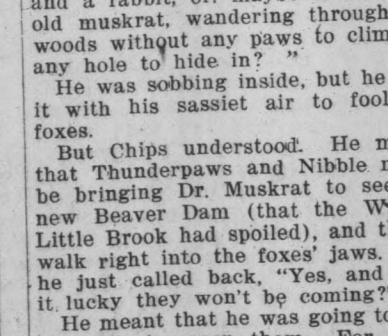 and a rabbit, or may
old muskrat, wandering through
woods without any paws to clim
any hole to hide in? "
He was sobbing inside, but he
it with his sassiet air to fool
foxes.
But Chips understood. He m
that Thunderpaws and Nibble
be bringing Dr. Muskrat to see
new Beaver Dam (that the W
Little Brook had spoiled), and t
walk right into the foxes' jaws.
he just called back, "Yes, and
it lucky they won't be coming?"
He meant that he was going to